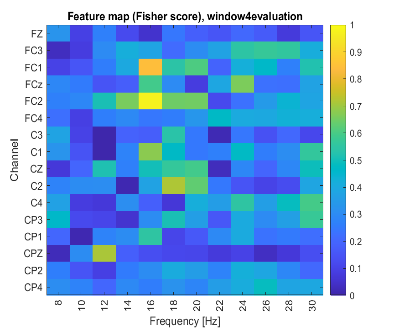 Feature map (Fisher score), window4evaluation
Channel
FZ
FC3
FC1
FCz
FC2
FC4
C3
C1
CZ
C2
C4
CP3
CP1
CPZ
CP2
CP4
8 10 12 14 16 18 20 22 24 26 28 30
Frequency [Hz]
1
0.9
0.8
0.7
0.6
0.5
0.4
0.3
0.2
0.1
0